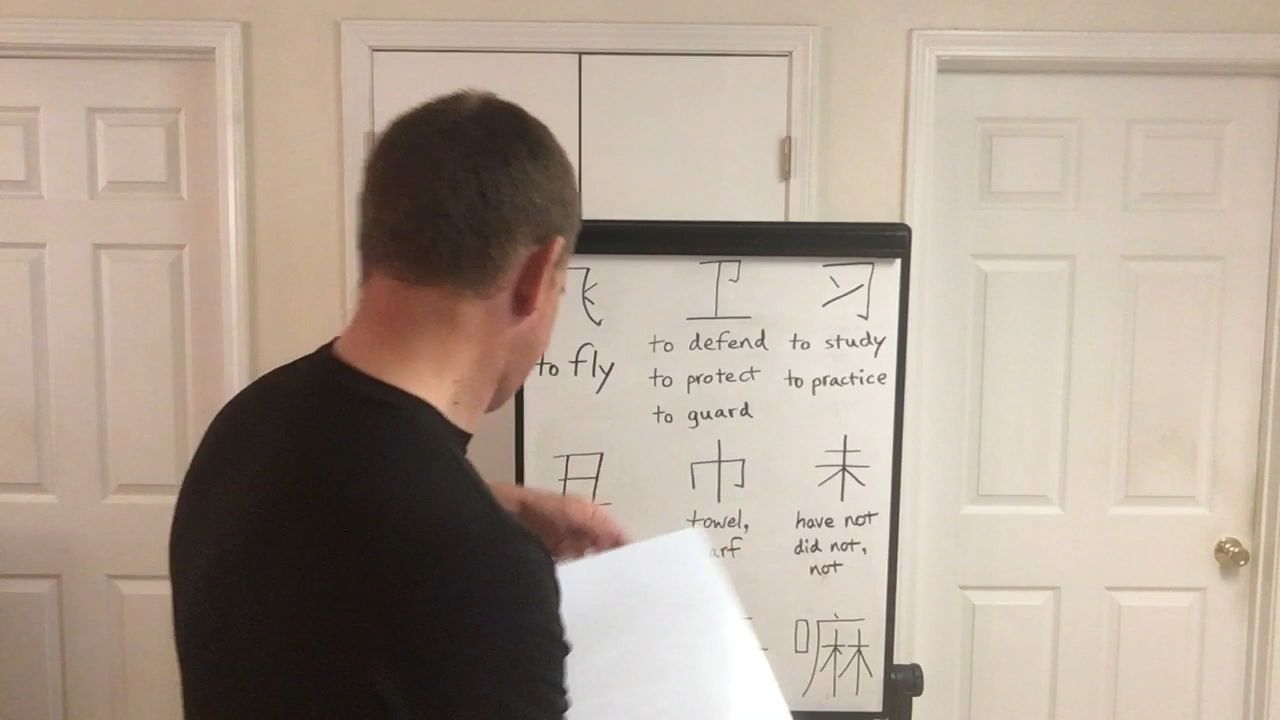 飞 卫 习
to fly
to defend
to protect
to guard
to study
to practice
丑 巾 未
towel,
have not
did not,
not
嘛